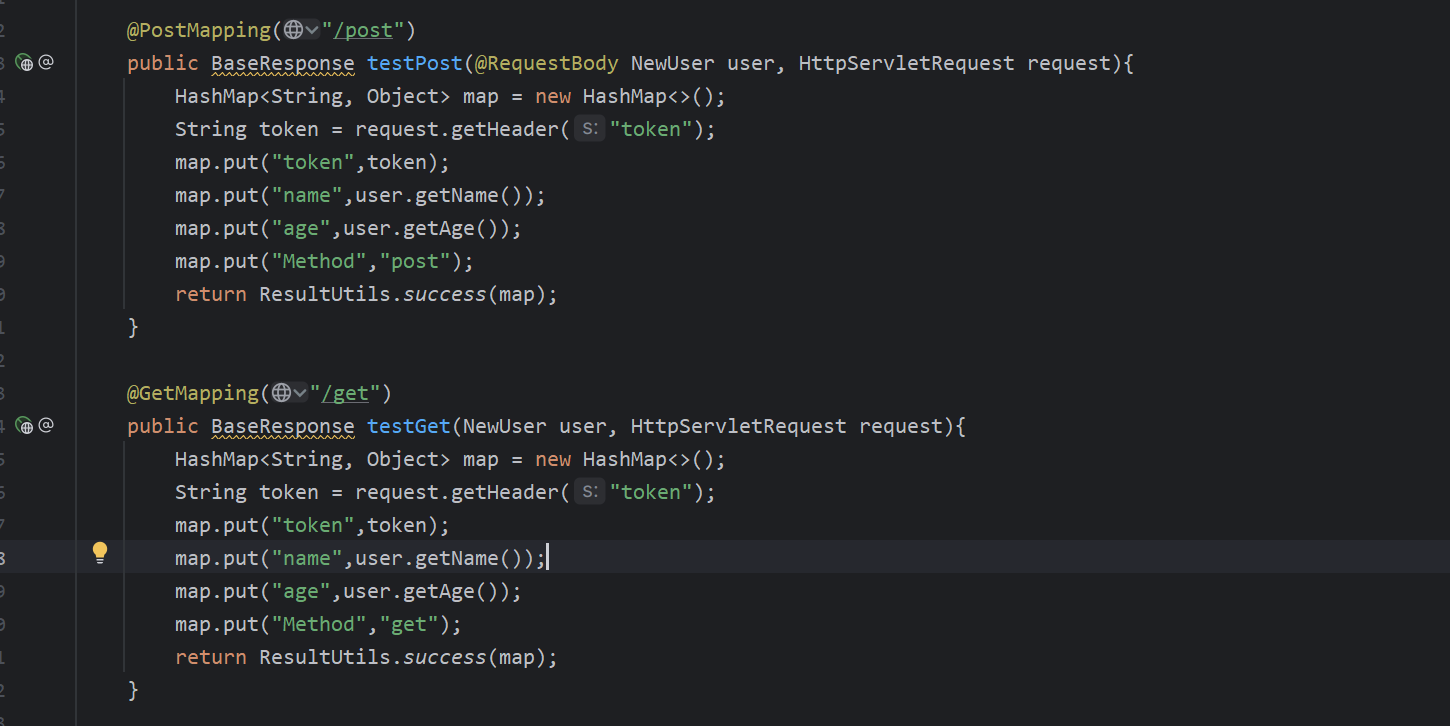 @PostMapping("/post")
public BaseResponse testPost(@RequestBody NewUser user, HttpServletRequest request){
HashMap<String, Object> map = new HashMap<>();
String token = request.getHeader( S: "token");
map.put("token",token);
map.put("name",user.getName());
map.put("age",user.getAge());
map.put("Method","post");
return ResultUtils.success(map);
}
@GetMapping("/get")
public BaseResponse testGet(NewUser user, HttpServletRequest request){
HashMap<String, Object> map = new HashMap<>();
String token = request.getHeader( S: "token");
map.put("token",token);
map.put("name",user.getName());
map.put("age",user.getAge());
map.put("Method","get");
return ResultUtils.success(map);
}